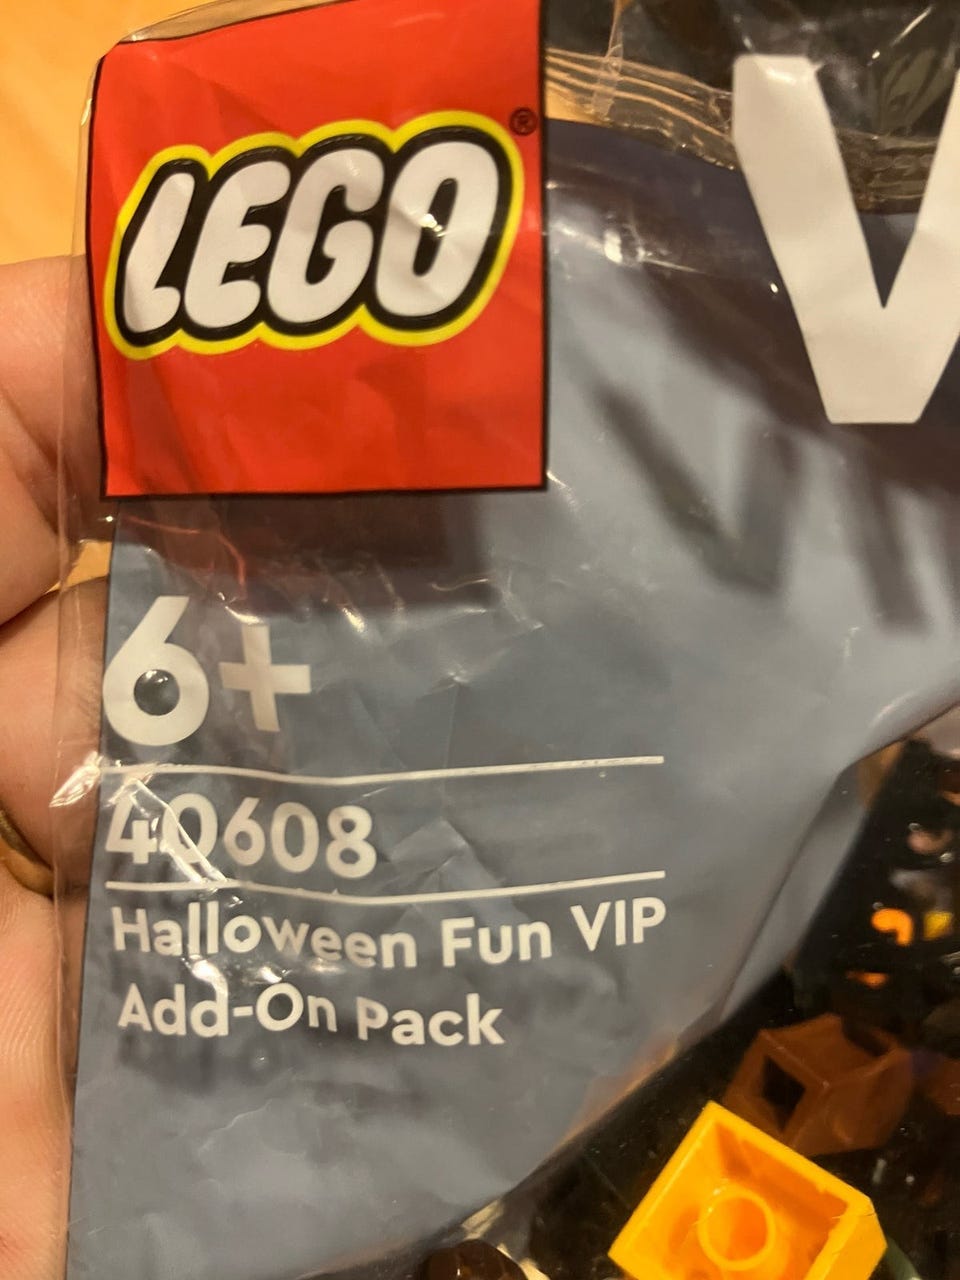 LEGO®
V
6+
40608
Halloween Fun VIP
Add-On Pack